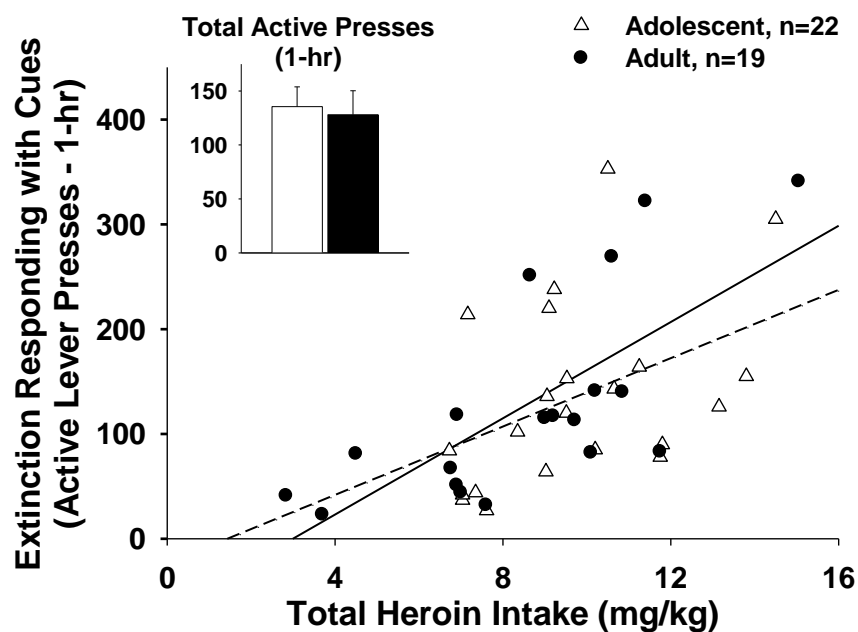 Total Active Presses
(1-hr)
150
100
50
0
Adolescent, n=22
Adult, n=19
Extinction Responding with Cues
(Active Lever Presses - 1-hr)
400
300
200
100
0
0 4 8 12 16
Total Heroin Intake (mg/kg)